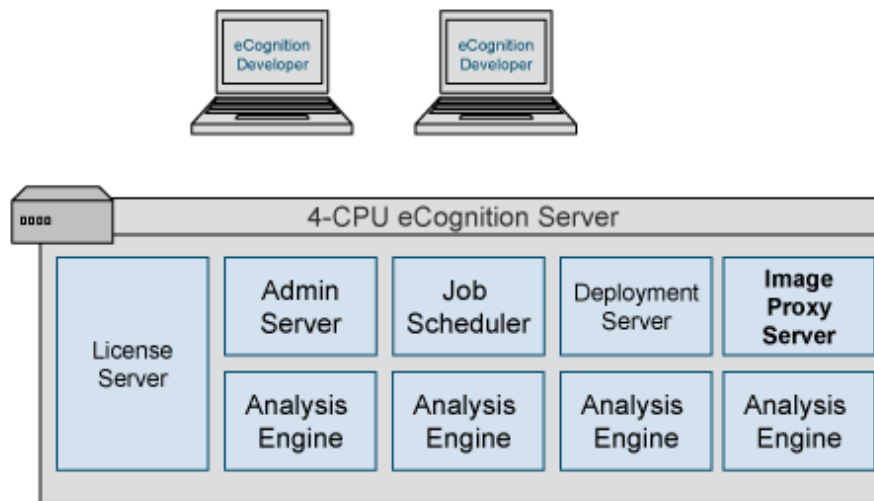 eCognition
Developer
eCognition
Developer
4-CPU eCognition Server
License
Server
Admin
Server
Job
Scheduler
Deployment
Server
Image
Proxy
Server
Analysis
Engine
Analysis
Engine
Analysis
Engine
Analysis
Engine